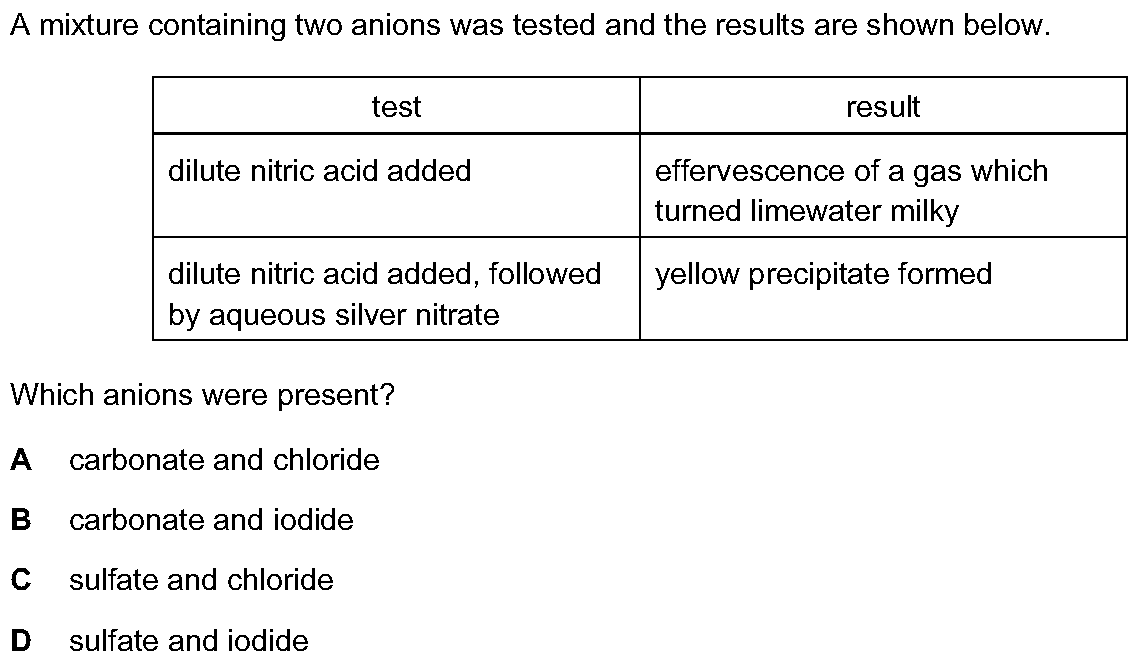 A mixture containing two anions was tested and the results are shown below.
test result
dilute nitric acid added effervescence of a gas which
turned limewater milky
dilute nitric acid added, followed yellow precipitate formed
by aqueous silver nitrate
Which anions were present?
A carbonate and chloride
B carbonate and iodide
C sulfate and chloride
D sulfate and iodide